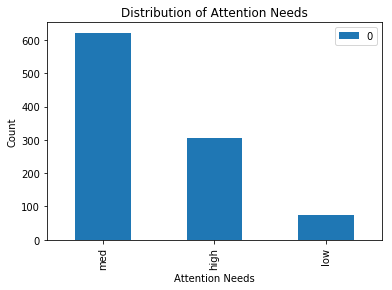 Distribution of Attention Needs
0
600
500
400
300
200
100
0
Count
med
high
low
Attention Needs